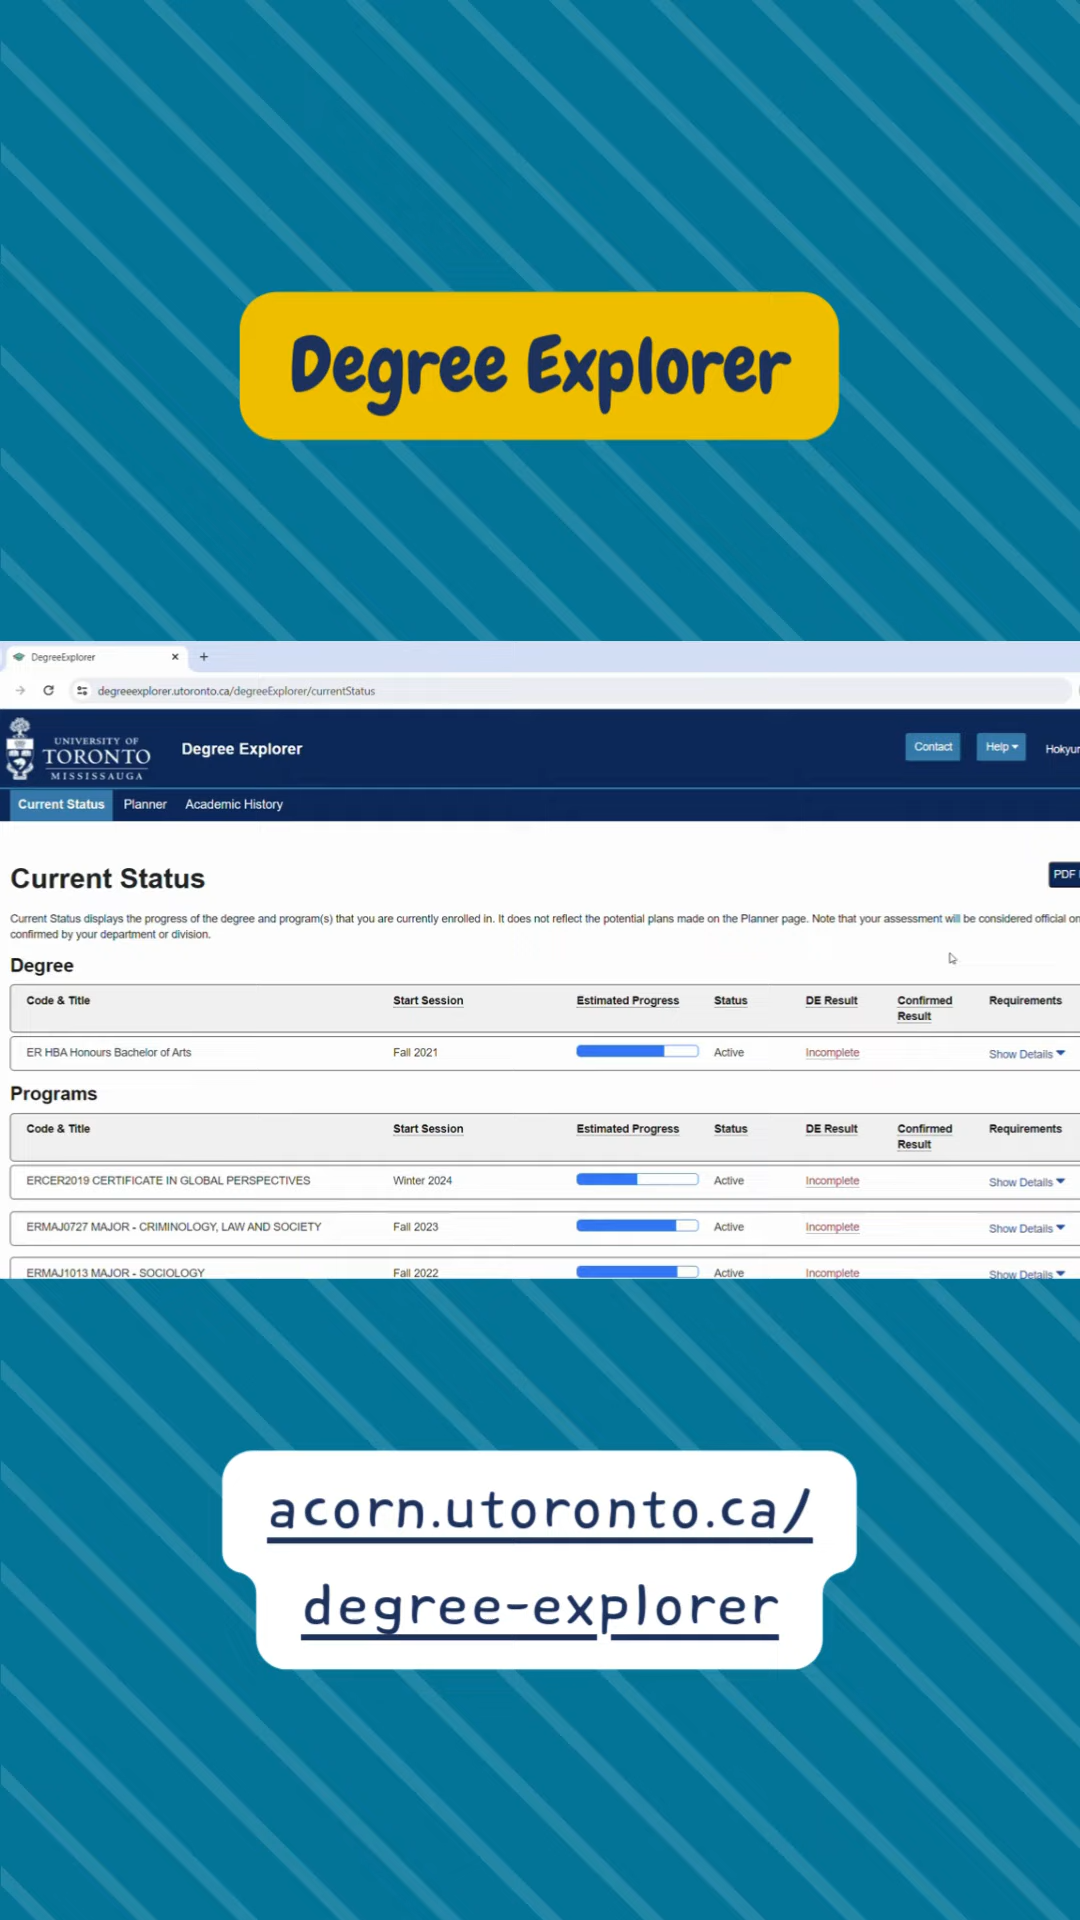 Degree Explorer
DegreeExplorer
degreeexplorer.utoronto.ca/degreeExplorer/currentStatus
UNIVERSITY OF
TORONTO
MISSISSAUGA
Degree Explorer
Contact
Help
Hokyur
Current Status
Planner
Academic History
Current Status
PDF
Current Status displays the progress of the degree and program(s) that you are currently enrolled in. It does not reflect the potential plans made on the Planner page. Note that your assessment will be considered official on
confirmed by your department or division.
Degree
Code & Title Start Session Estimated Progress Status DE Result Confirmed Requirements
Result
ER HBA Honours Bachelor of Arts Fall 2021 Active Incomplete Show Details
Programs
Code & Title Start Session Estimated Progress Status DE Result Confirmed Requirements
Result
ERCER2019 CERTIFICATE IN GLOBAL PERSPECTIVES Winter 2024 Active Incomplete Show Details
ERMAJ0727 MAJOR - CRIMINOLOGY, LAW AND SOCIETY Fall 2023 Active Incomplete Show Details
ERMAJ1013 MAJOR - SOCIOLOGY Fall 2022 Active Incomplete Show Details
acorn.utoronto.ca/
degree-explorer